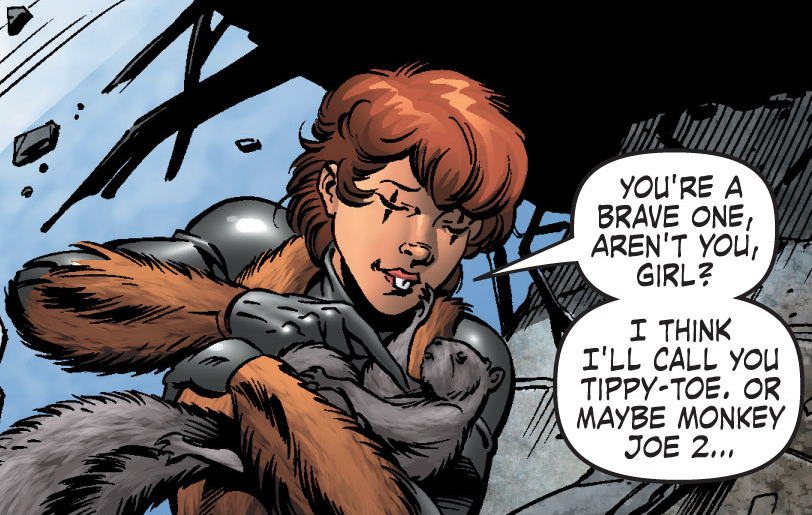 YOU'RE A
BRAVE ONE,
AREN'T YOU,
GIRL?
I THINK
I'LL CALL YOU
TIPPY-TOE. OR
MAYBE MONKEY
JOE 2...